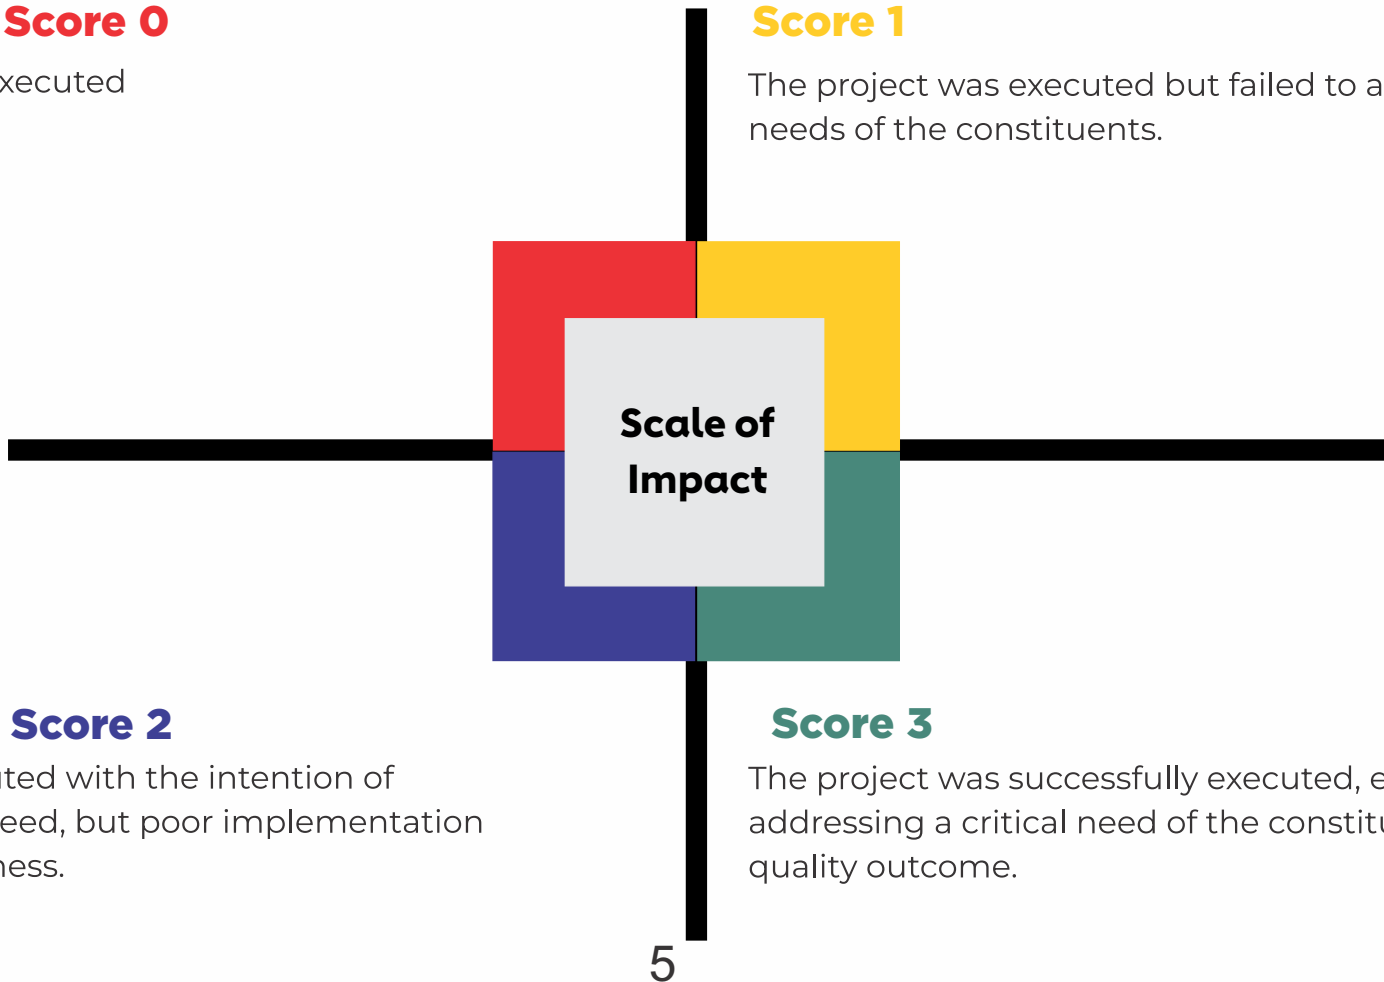 Score 0
xecuted
Score 1
The project was executed but failed to a
needs of the constituents.
Scale of
Impact
Score 2
ted with the intention of
eed, but poor implementation
ness.
Score 3
The project was successfully executed, e
addressing a critical need of the constitu
quality outcome.
5